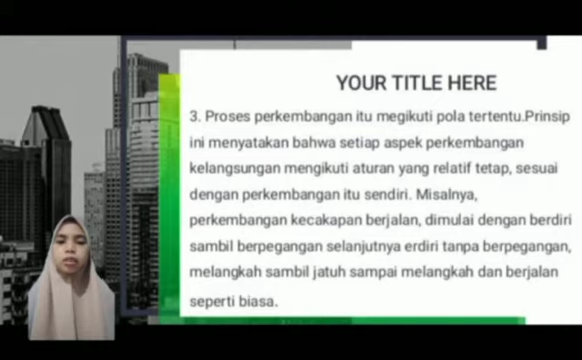 YOUR TITLE HERE
3. Proses perkembangan itu megikuti pola tertentu.Prinsip
ini menyatakan bahwa setiap aspek perkembangan
kelangsungan mengikuti aturan yang relatif tetap, sesuai
dengan perkembangan itu sendiri. Misalnya,
perkembangan kecakapan berjalan, dimulai dengan berdiri
sambil berpegangan selanjutnya erdiri tanpa berpegangan,
melangkah sambil jatuh sampai melangkah dan berjalan
seperti biasa.